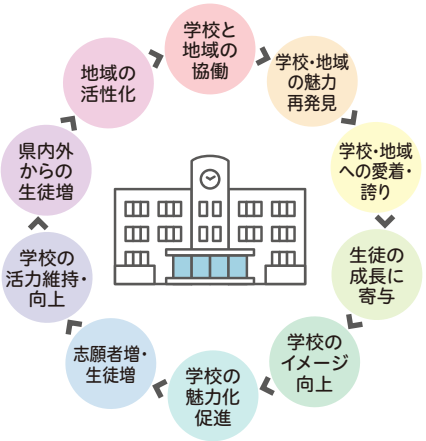 学校と
地域の
協働
学校・地域
の魅力
再発見
学校・地域
への愛着・
誇り
生徒の
成長に
寄与
学校の
イメージ
向上
学校の
魅力化
促進
志願者増・
生徒増
学校の
活力維持・
向上
県内外
からの
生徒増
地域の
活性化